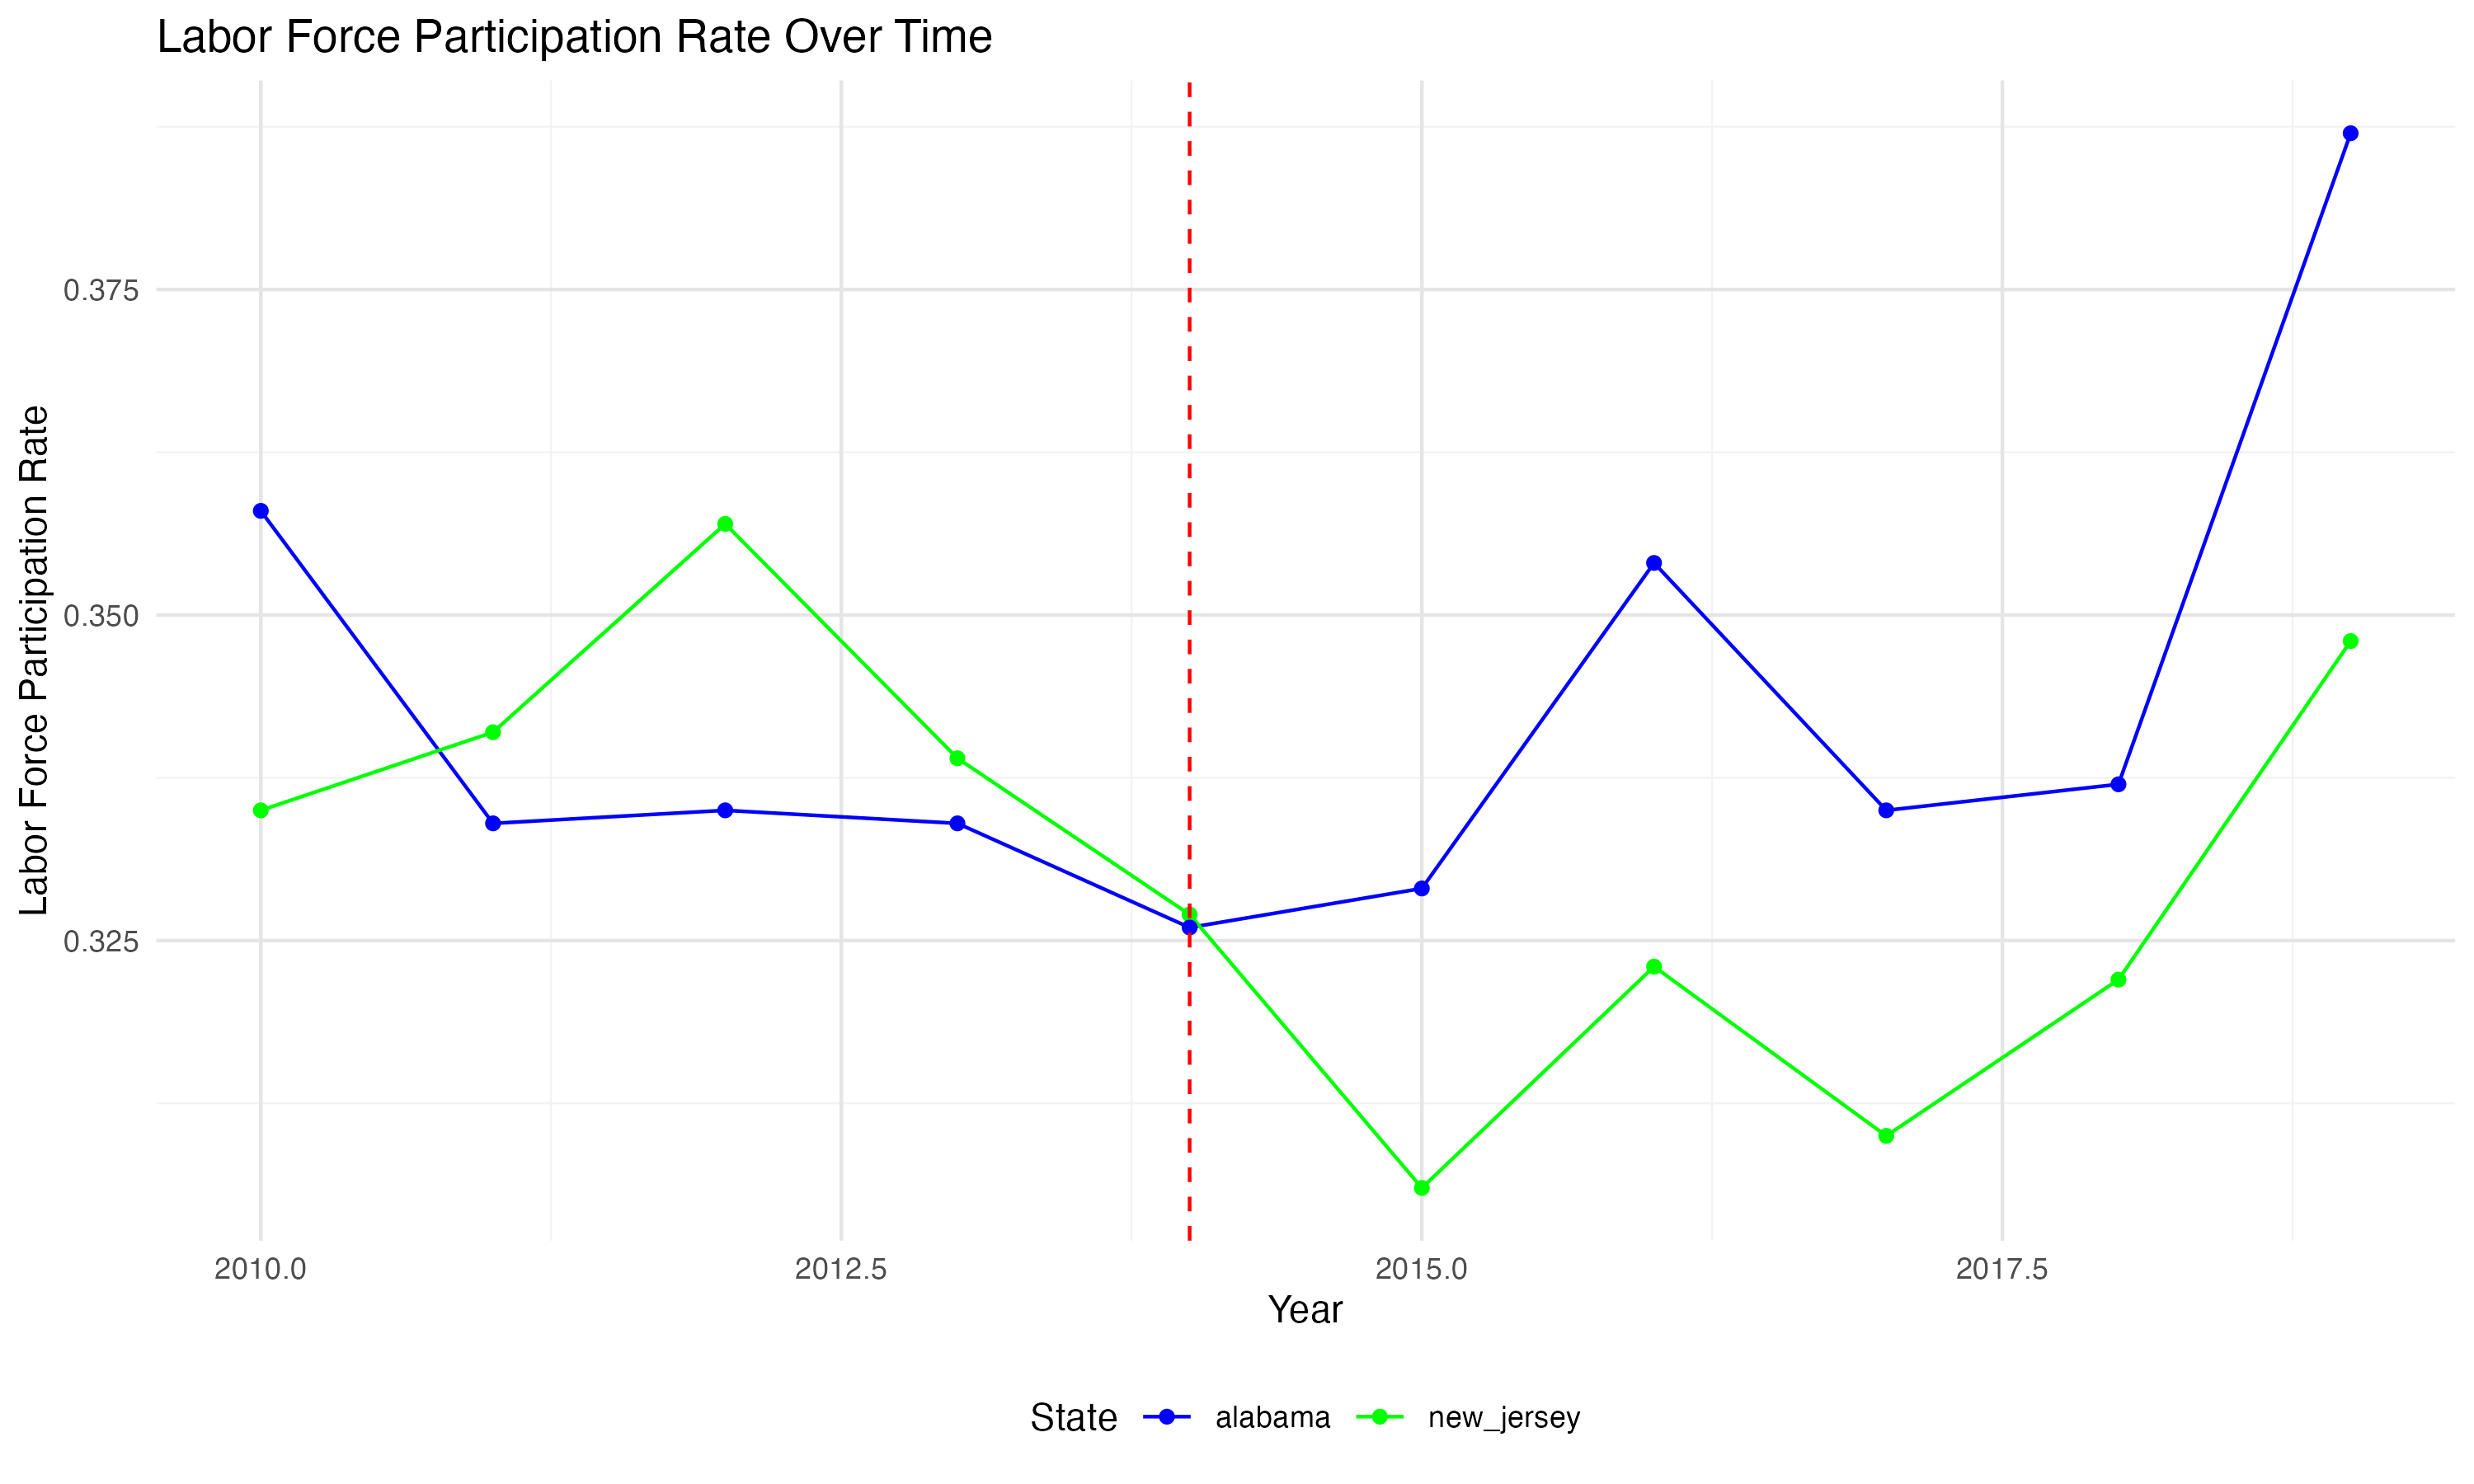 Labor Force Participation Rate Over Time
Labor Force Participation Rate
0.375
0.350
0.325
2010.0 2012.5 2015.0 2017.5
Year
State alabama new_jersey